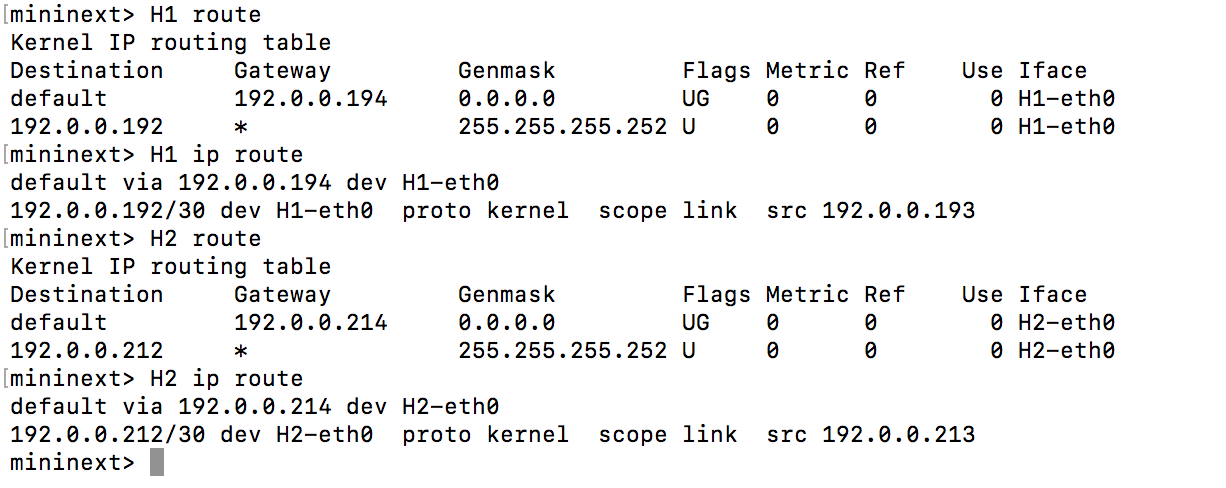 [mininext> H1 route
Kernel IP routing table
Destination     Gateway         Genmask         Flags Metric Ref    Use Iface
default         192.0.0.194     0.0.0.0         UG    0      0        0 H1-eth0
192.0.0.192     *               255.255.255.252 U     0      0        0 H1-eth0
[mininext> H1 ip route
default via 192.0.0.194 dev H1-eth0
192.0.0.192/30 dev H1-eth0  proto kernel  scope link  src 192.0.0.193
[mininext> H2 route
Kernel IP routing table
Destination     Gateway         Genmask         Flags Metric Ref    Use Iface
default         192.0.0.214     0.0.0.0         UG    0      0        0 H2-eth0
192.0.0.212     *               255.255.255.252 U     0      0        0 H2-eth0
[mininext> H2 ip route
default via 192.0.0.214 dev H2-eth0
192.0.0.212/30 dev H2-eth0  proto kernel  scope link  src 192.0.0.213
mininext>